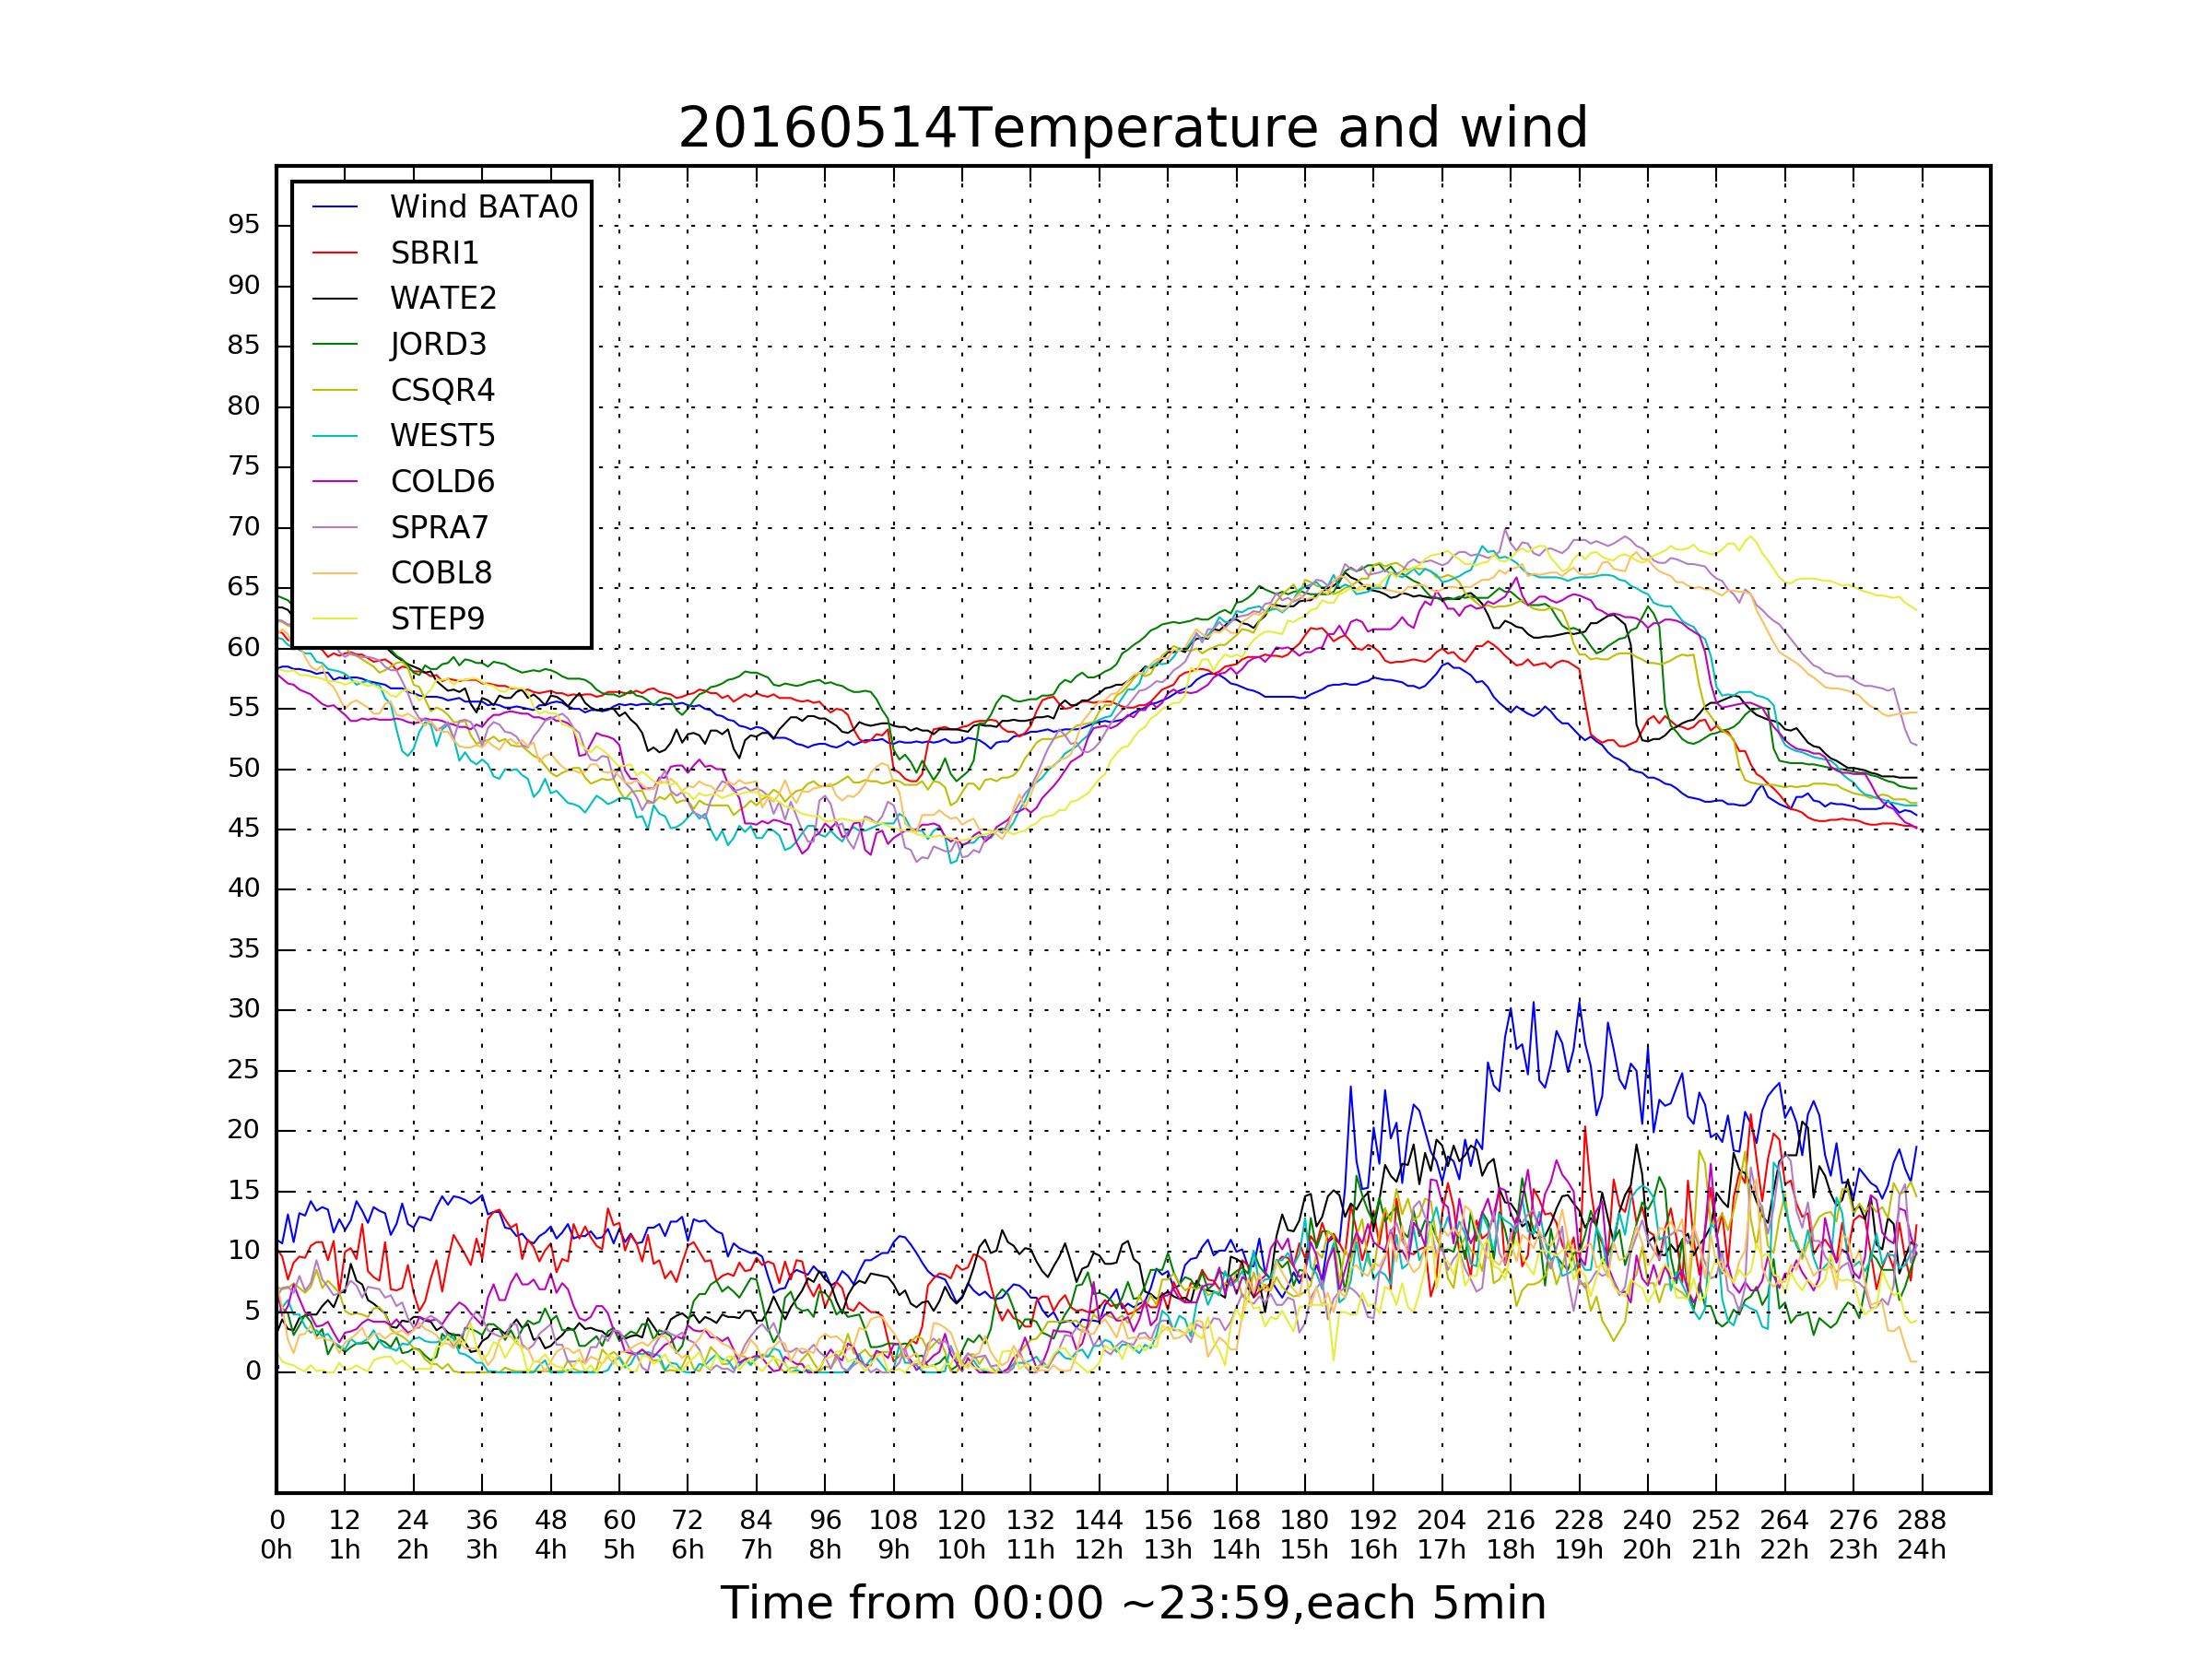 20160514Temperature and wind
Wind BATA0
SBRI1
WATE2
JORD3
CSQR4
WEST5
COLD6
SPRA7
COBL8
STEP9
95
90
85
80
75
70
65
60
55
50
45
40
35
30
25
20
15
10
5
0
0 12 24 36 48 60 72 84 96 108 120 132 144 156 168 180 192 204 216 228 240 252 264 276 288
0h 1h 2h 3h 4h 5h 6h 7h 8h 9h 10h 11h 12h 13h 14h 15h 16h 17h 18h 19h 20h 21h 22h 23h 24h
Time from 00:00 ~23:59,each 5min